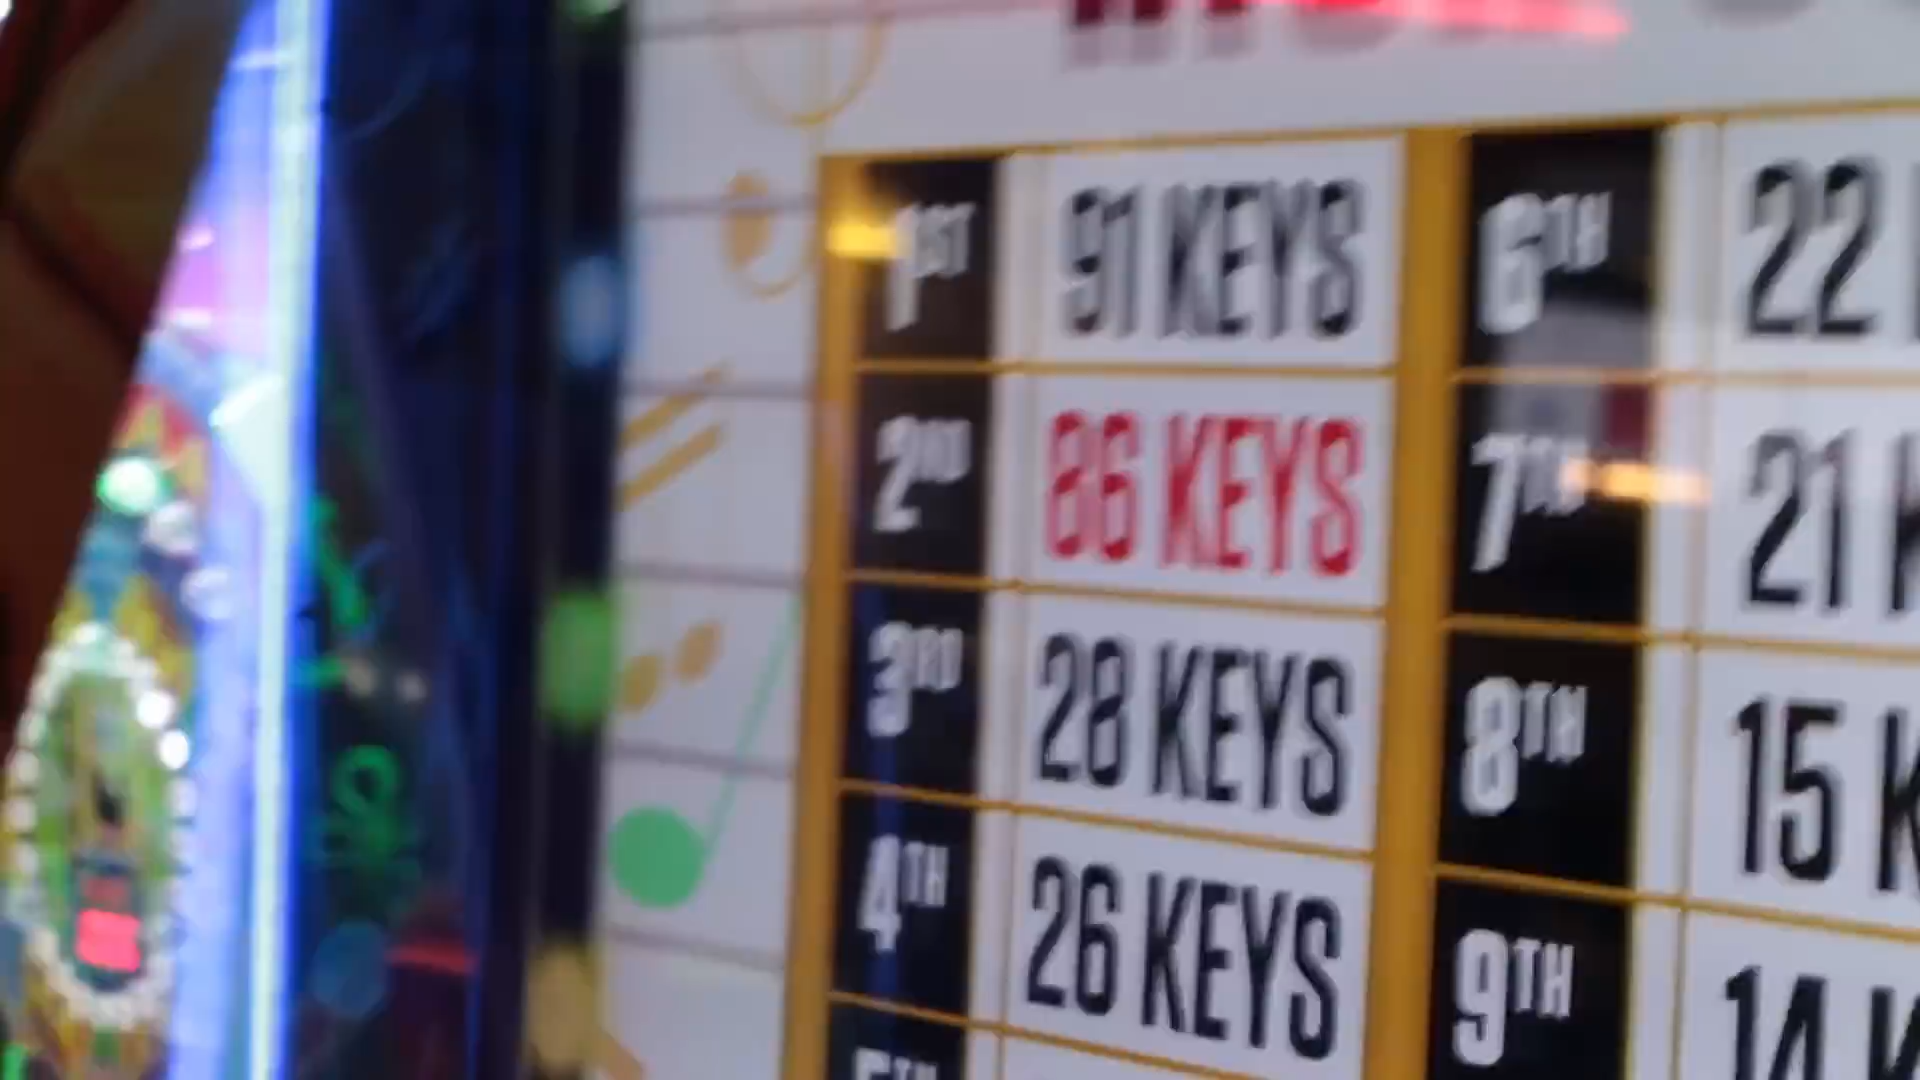 1ST 91 KEYS
2ND 86 KEYS
3RD 28 KEYS
4TH 26 KEYS
5TH
6TH 22
7TH 21 K
8TH 15 K
9TH 14 K